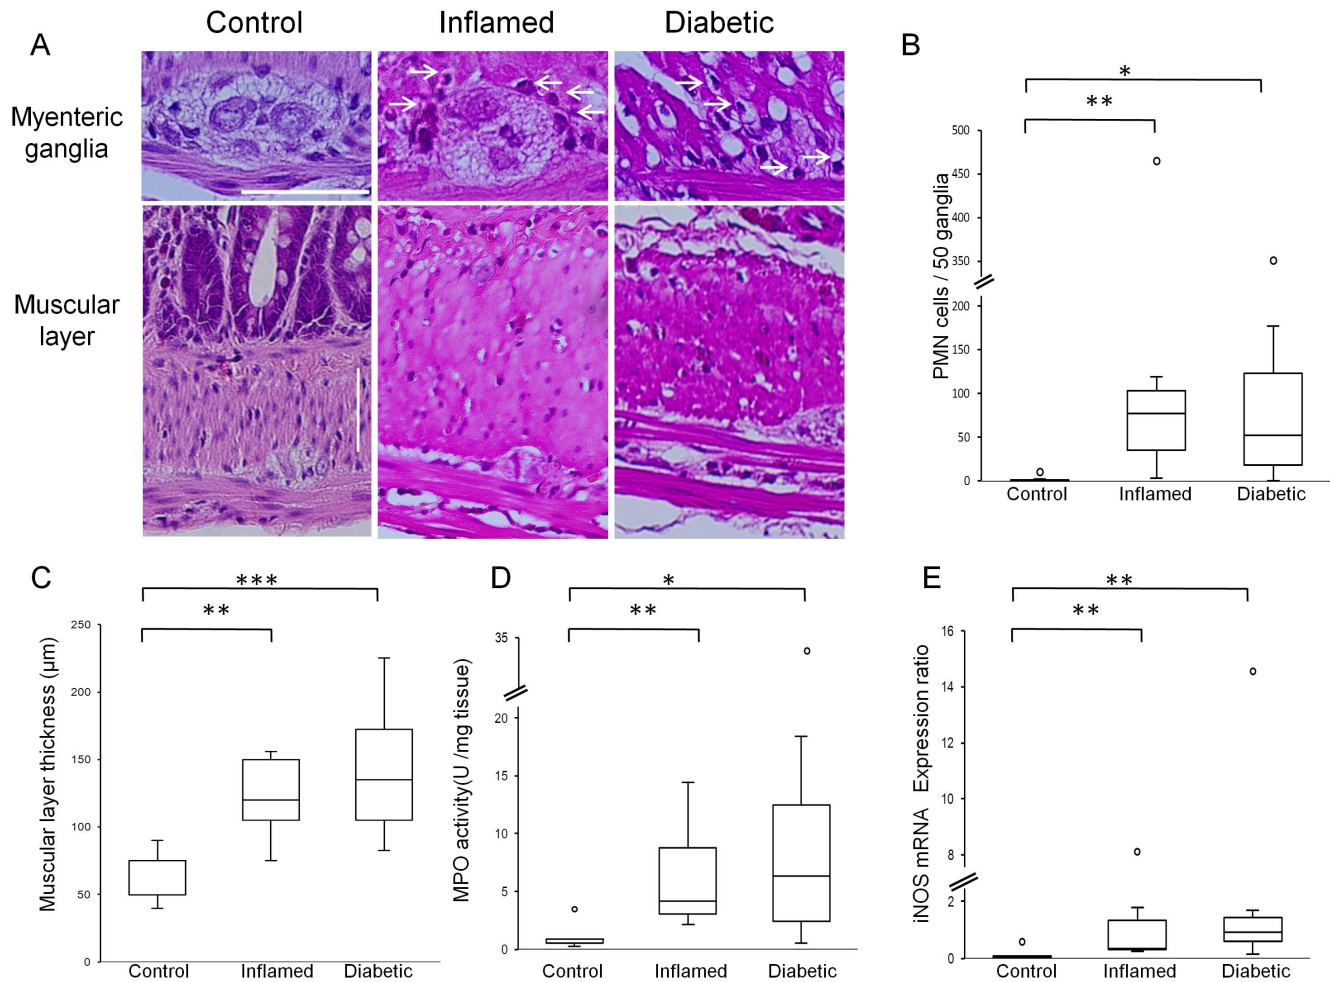 Control Inflamed Diabetic
A
Myenteric
ganglia
Muscular
layer
B
*
**
PMN cells / 50 ganglia
500
450
400
350
200
150
100
50
0
Control Inflamed Diabetic
C
***
**
Muscular layer thickness (μm)
250
200
150
100
50
0
Control Inflamed Diabetic
D
*
**
MPO activity(U /mg tissue)
35
20
15
10
5
0
Control Inflamed Diabetic
E
**
**
iNOS mRNA Expression ratio
16
14
12
10
8
2
1
0
Control Inflamed Diabetic